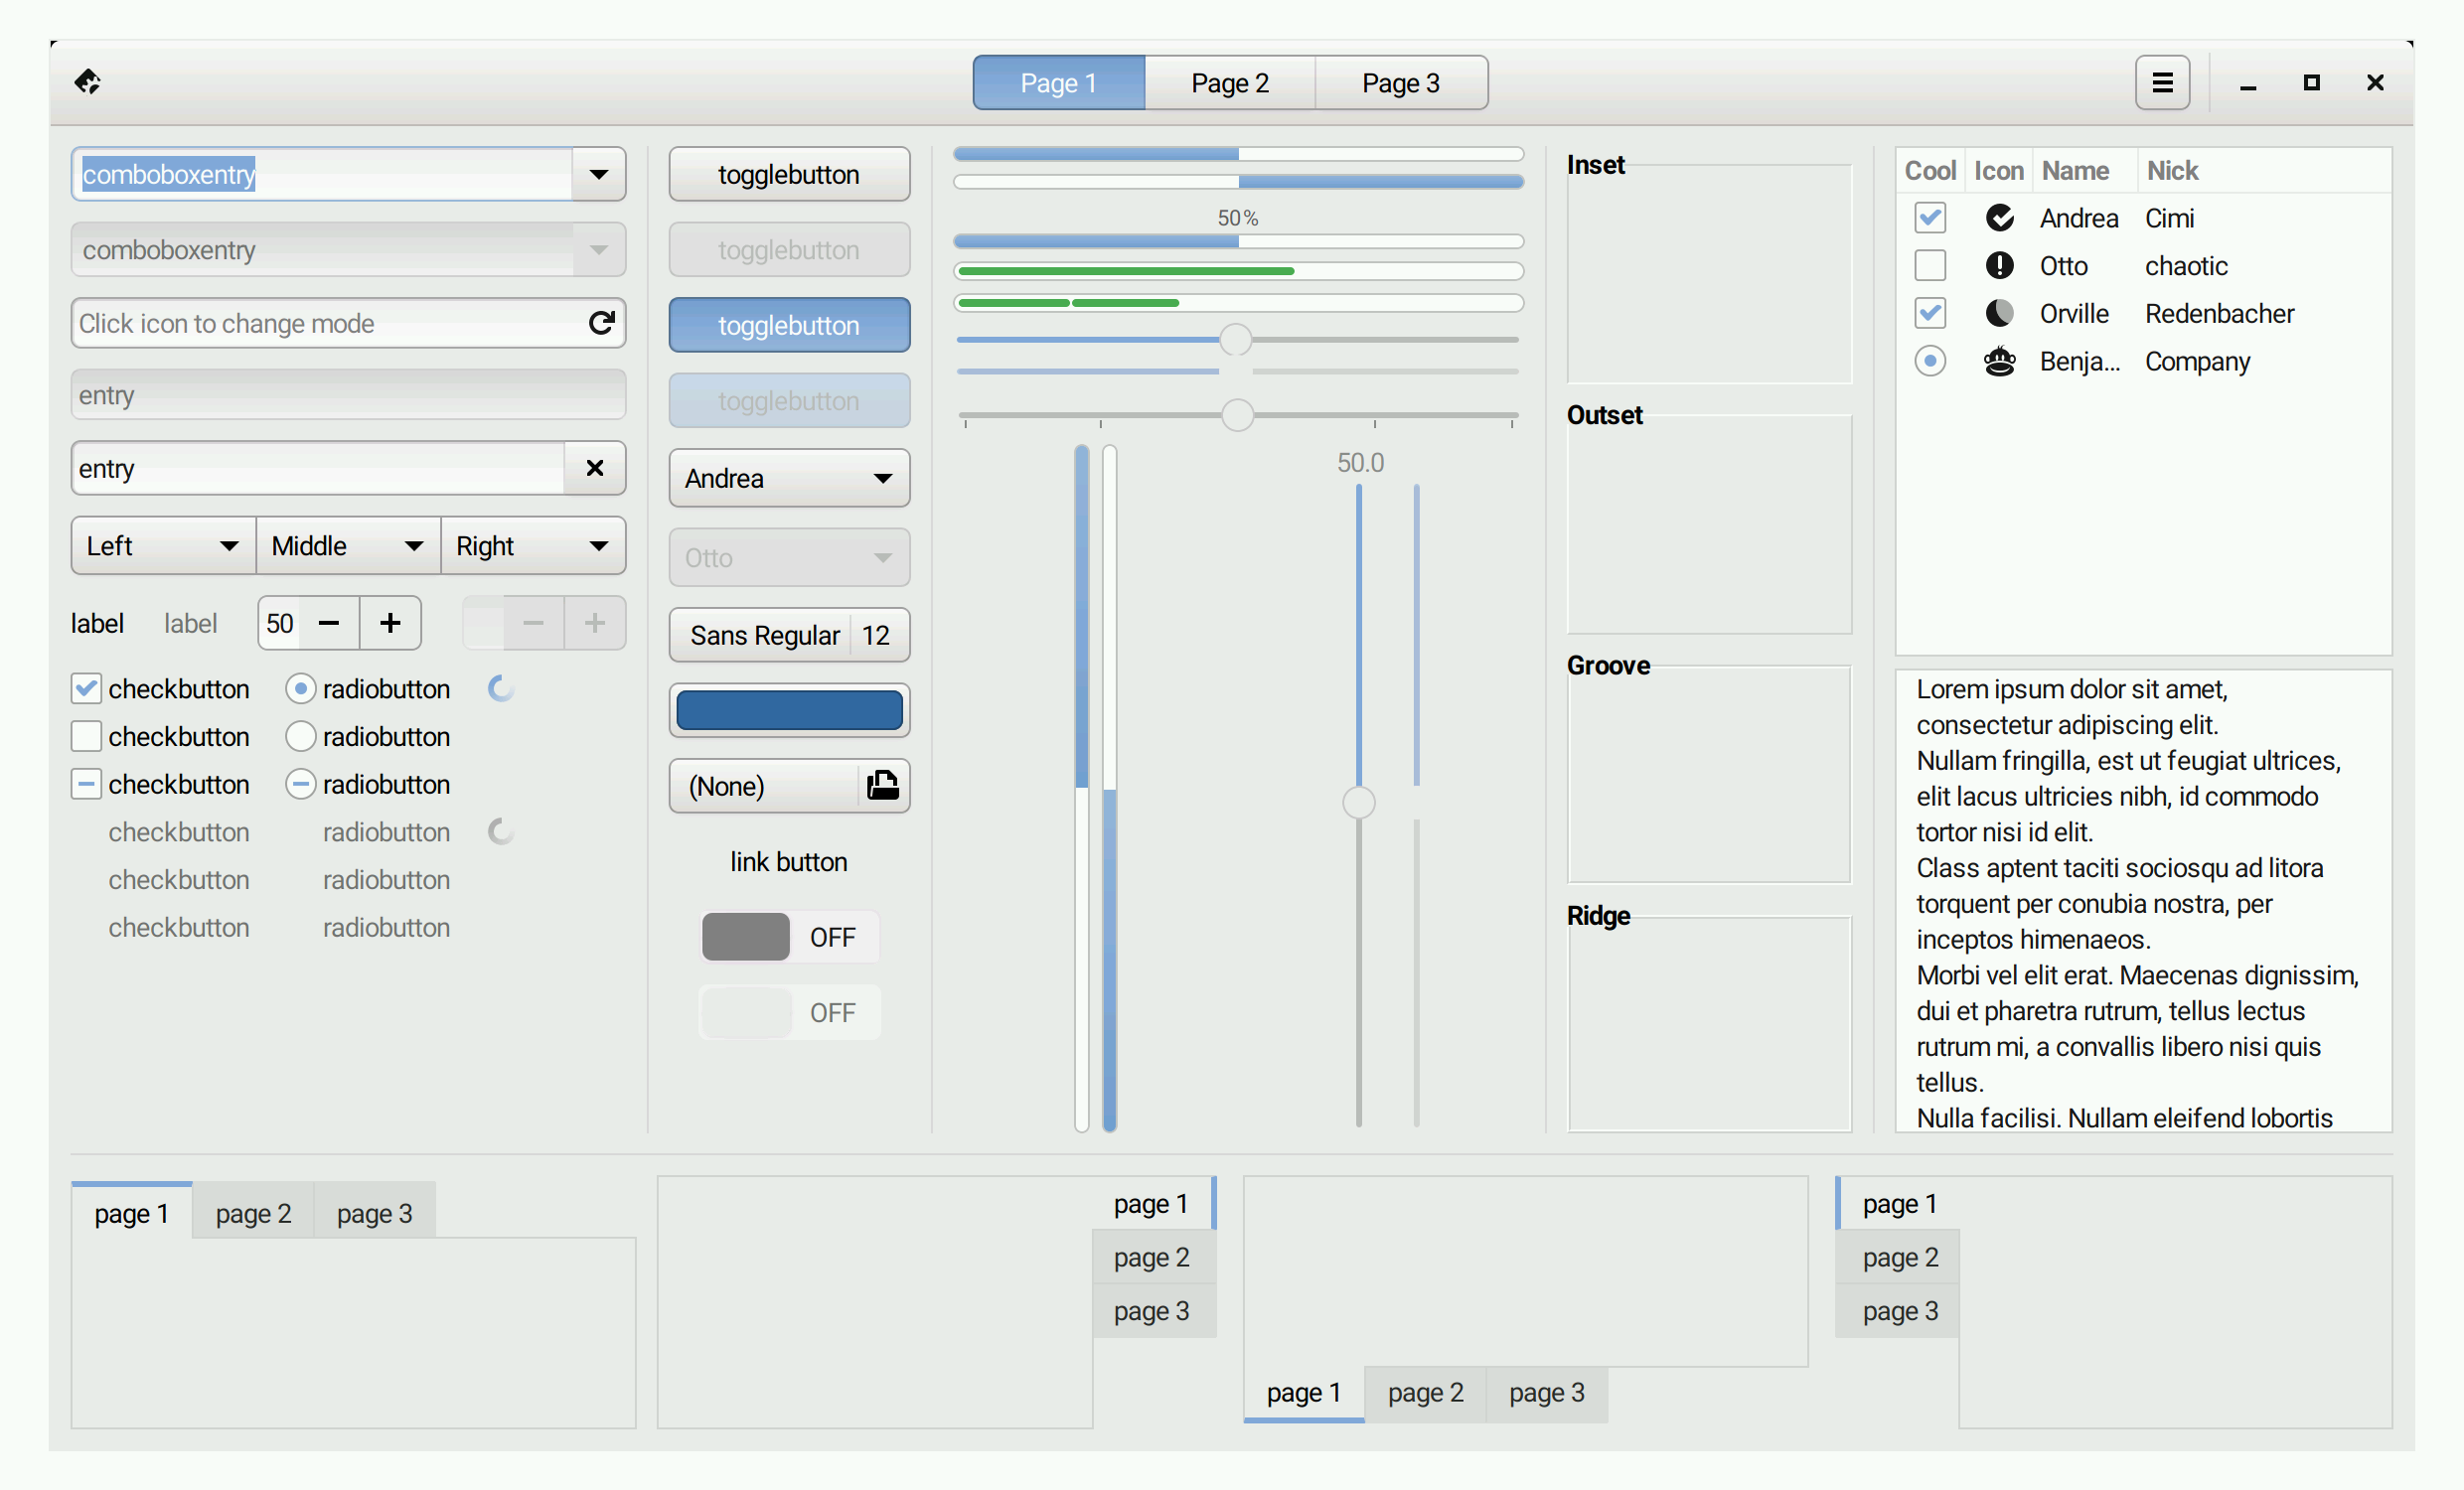 Page 1 Page 2 Page 3
comboboxentry
comboboxentry
Click icon to change mode
entry
entry
Left Middle Right
label label 50
checkbutton radiobutton
checkbutton radiobutton
checkbutton radiobutton
checkbutton radiobutton
checkbutton radiobutton
checkbutton radiobutton
togglebutton
togglebutton
togglebutton
togglebutton
Andrea
Otto
Sans Regular 12
(None)
link button
OFF
OFF
50 %
50.0
Inset
Outset
Groove
Ridge
Cool Icon Name Nick
Andrea Cimi
Otto chaotic
Orville Redenbacher
Benja... Company
Lorem ipsum dolor sit amet,
consectetur adipiscing elit.
Nullam fringilla, est ut feugiat ultrices,
elit lacus ultricies nibh, id commodo
tortor nisi id elit.
Class aptent taciti sociosqu ad litora
torquent per conubia nostra, per
inceptos himenaeos.
Morbi vel elit erat. Maecenas dignissim,
dui et pharetra rutrum, tellus lectus
rutrum mi, a convallis libero nisi quis
tellus.
Nulla facilisi. Nullam eleifend lobortis
page 1 page 2 page 3
page 1
page 2
page 3
page 1 page 2 page 3
page 1
page 2
page 3